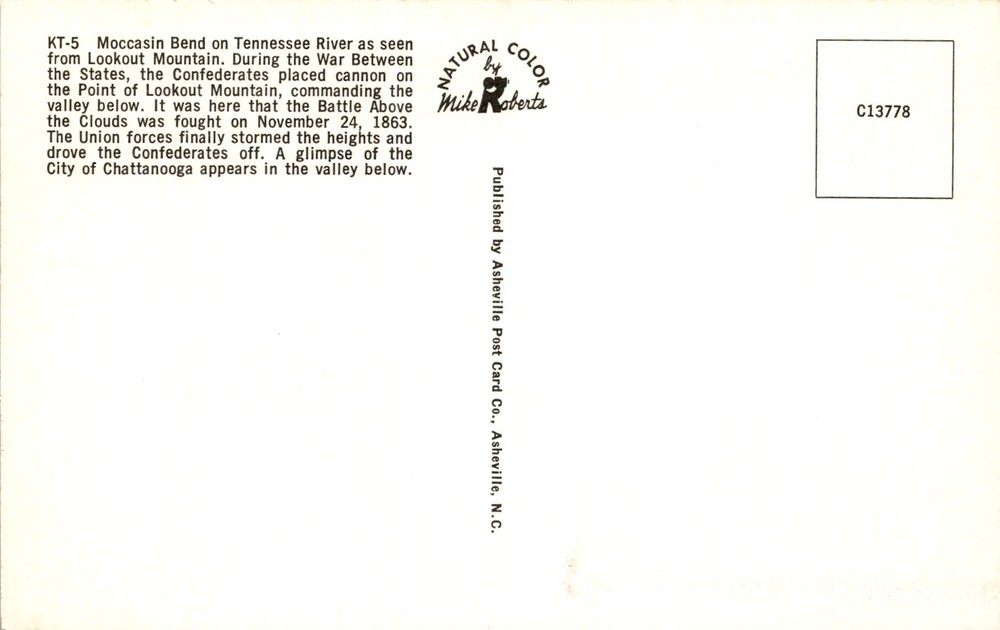 KT-5 Moccasin Bend on Tennessee River as seen
from Lookout Mountain. During the War Between
the States, the Confederates placed cannon on
the Point of Lookout Mountain, commanding the
valley below. It was here that the Battle Above
the Clouds was fought on November 24, 1863.
The Union forces finally stormed the heights and
drove the Confederates off. A glimpse of the
City of Chattanooga appears in the valley below.
NATURAL COLOR
by
Mike Roberts
Published by Asheville Post Card Co., Asheville, N.C.
C13778